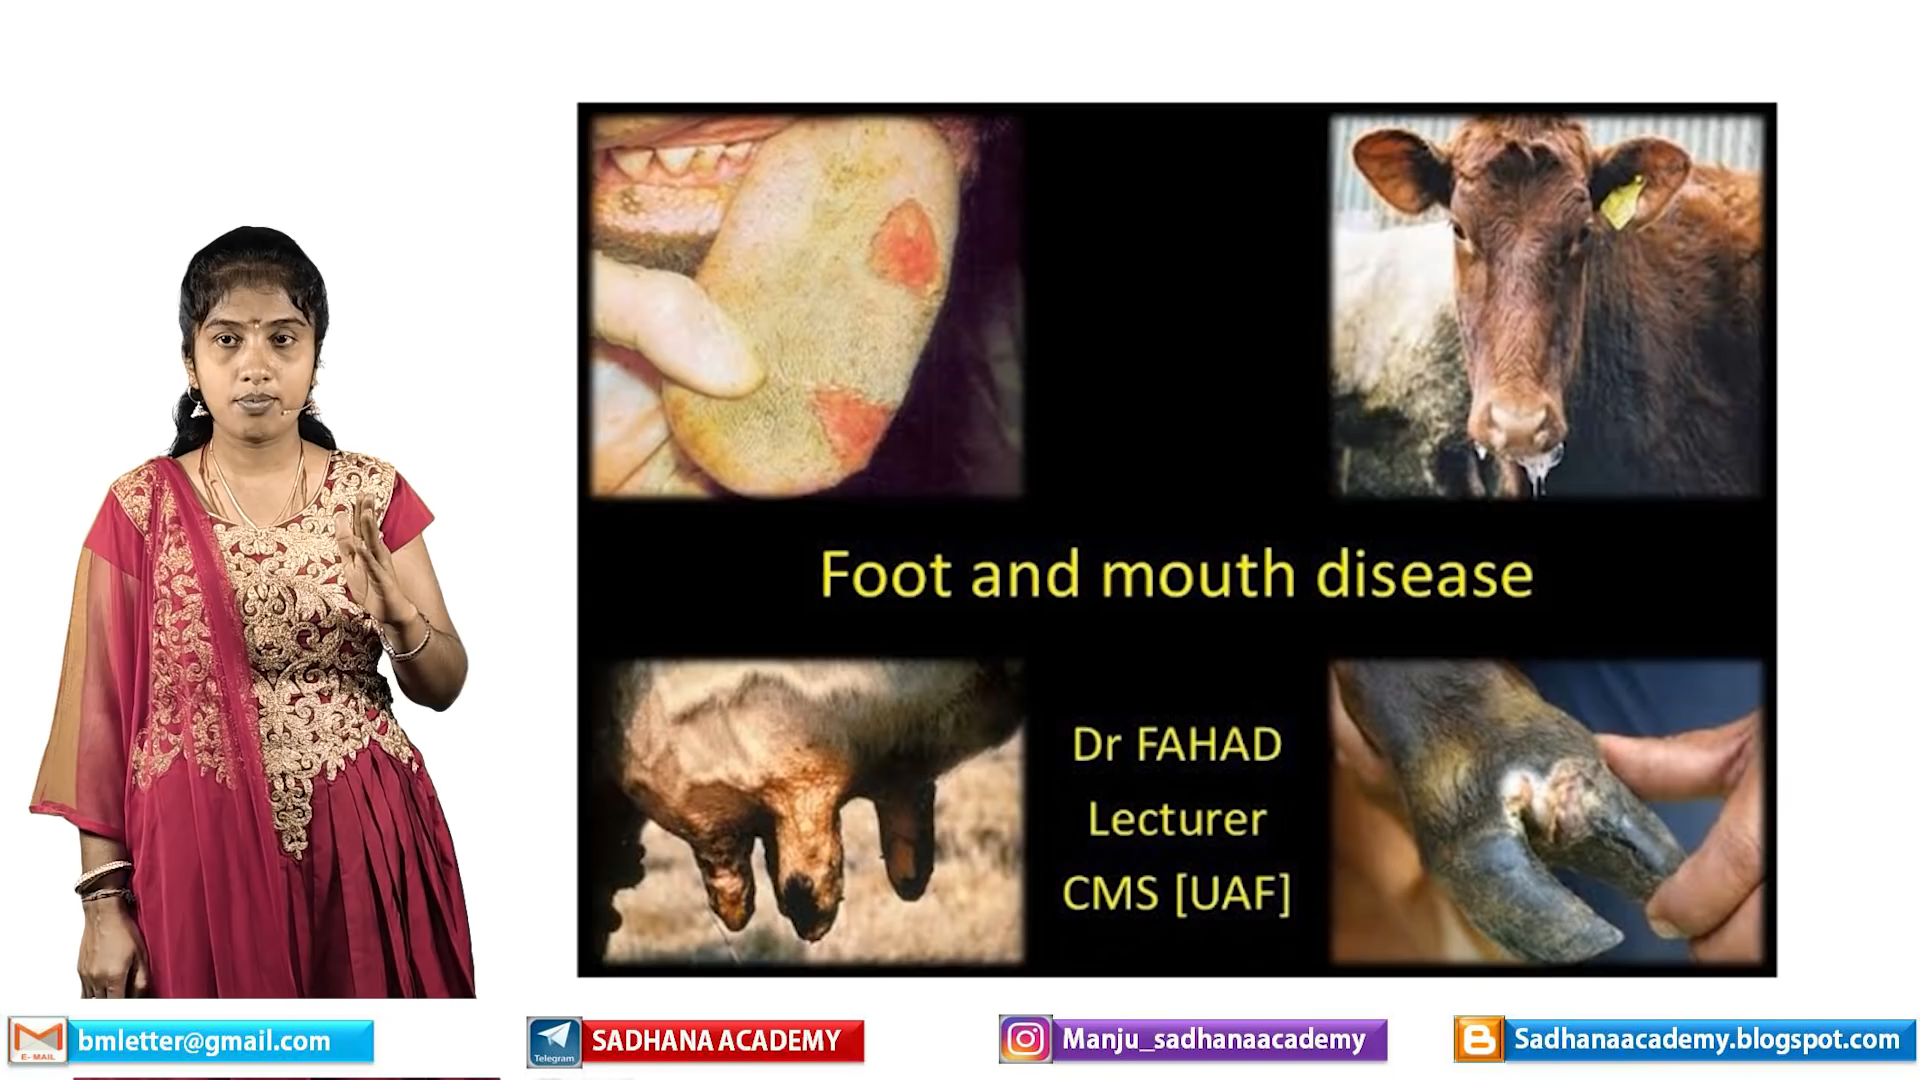 Foot and mouth disease
Dr FAHAD
Lecturer
CMS [UAF]
E-MAIL
bmletter@gmail.com
Telegram
SADHANA ACADEMY
Manju_sadhanaacademy
Sadhanaacademy.blogspot.com